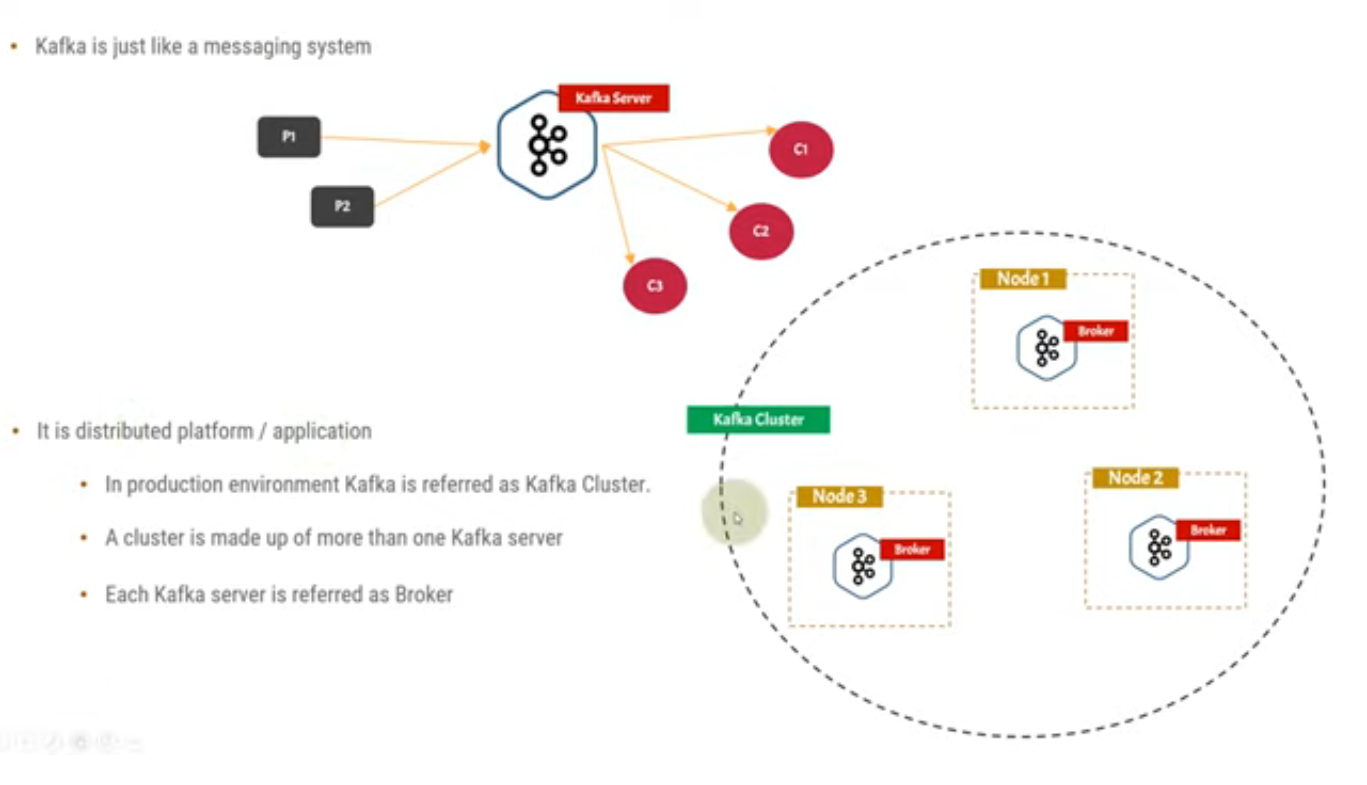 Kafka is just like a messaging system
Kafka Server
P1
C1
P2
C2
C3
Node 1
Broker
Kafka Cluster
It is distributed platform / application
In production environment Kafka is referred as Kafka Cluster.
Node 2
Node 3
Broker
A cluster is made up of more than one Kafka server
Broker
Each Kafka server is referred as Broker